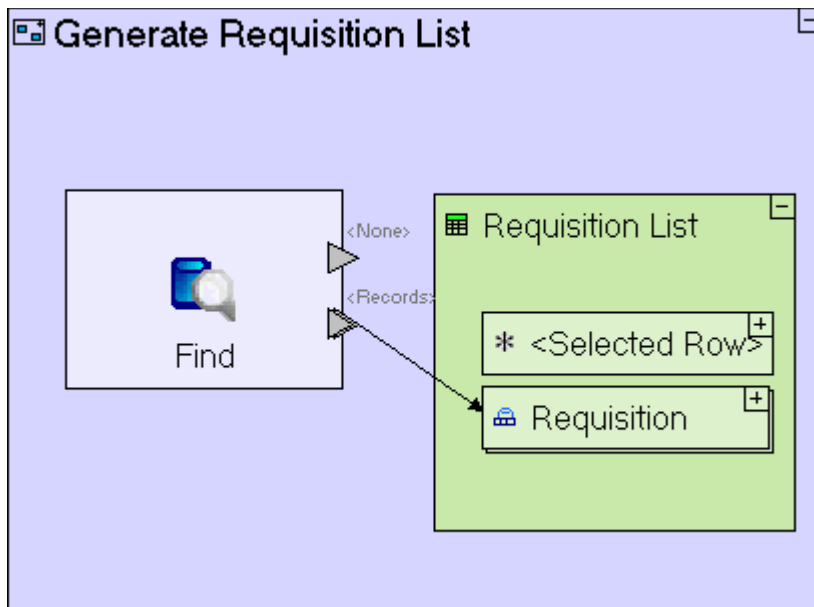 Generate Requisition List
<None>
Requisition List
<Records>
* <Selected Row>
Find
Requisition